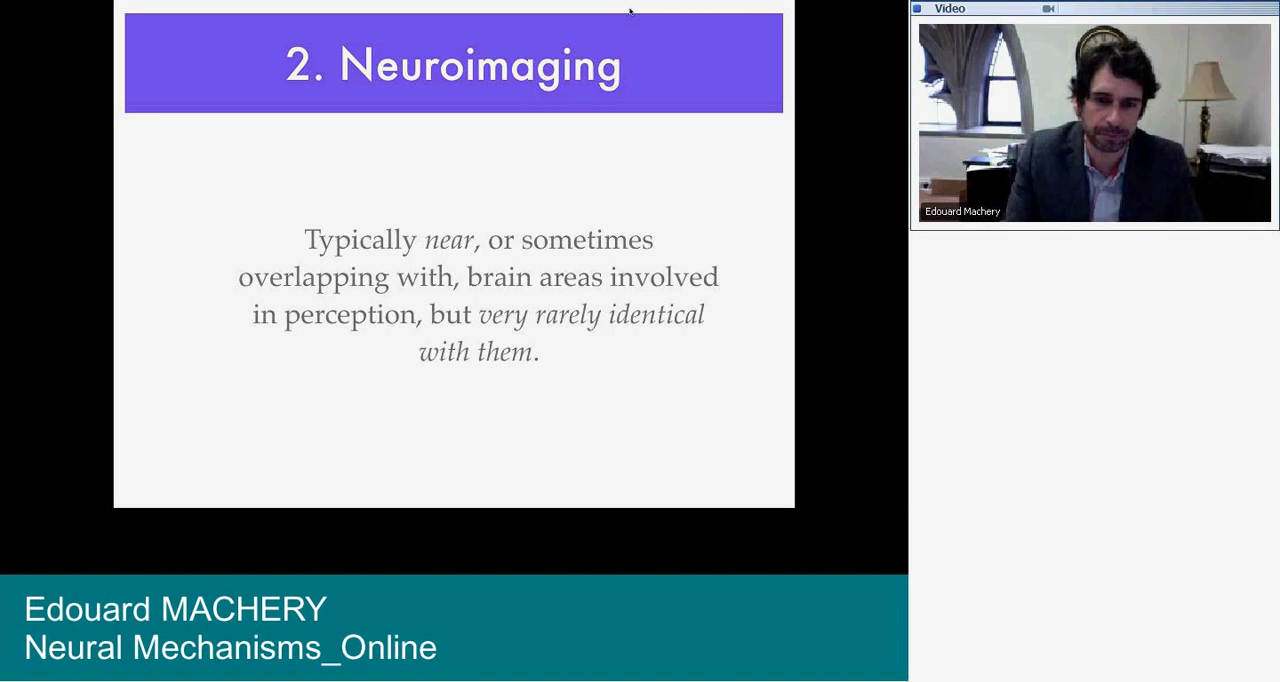 2. Neuroimaging
Typically near, or sometimes
overlapping with, brain areas involved
in perception, but very rarely identical
with them.
Video
Edouard Machery
Edouard MACHERY
Neural Mechanisms_Online